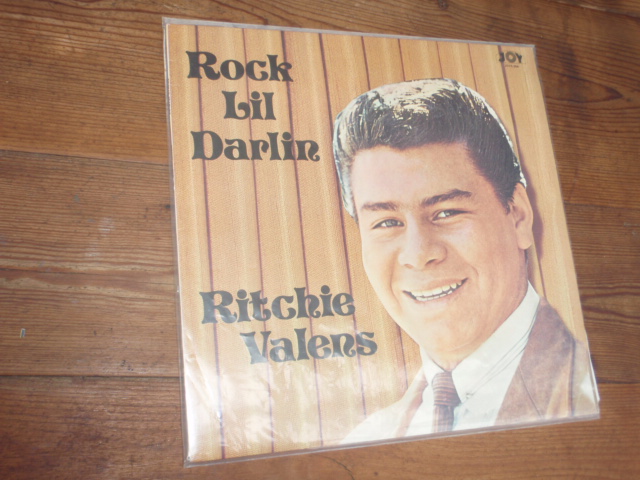 Rock
Lil
Darlin
JOY
Ritchie
Valens